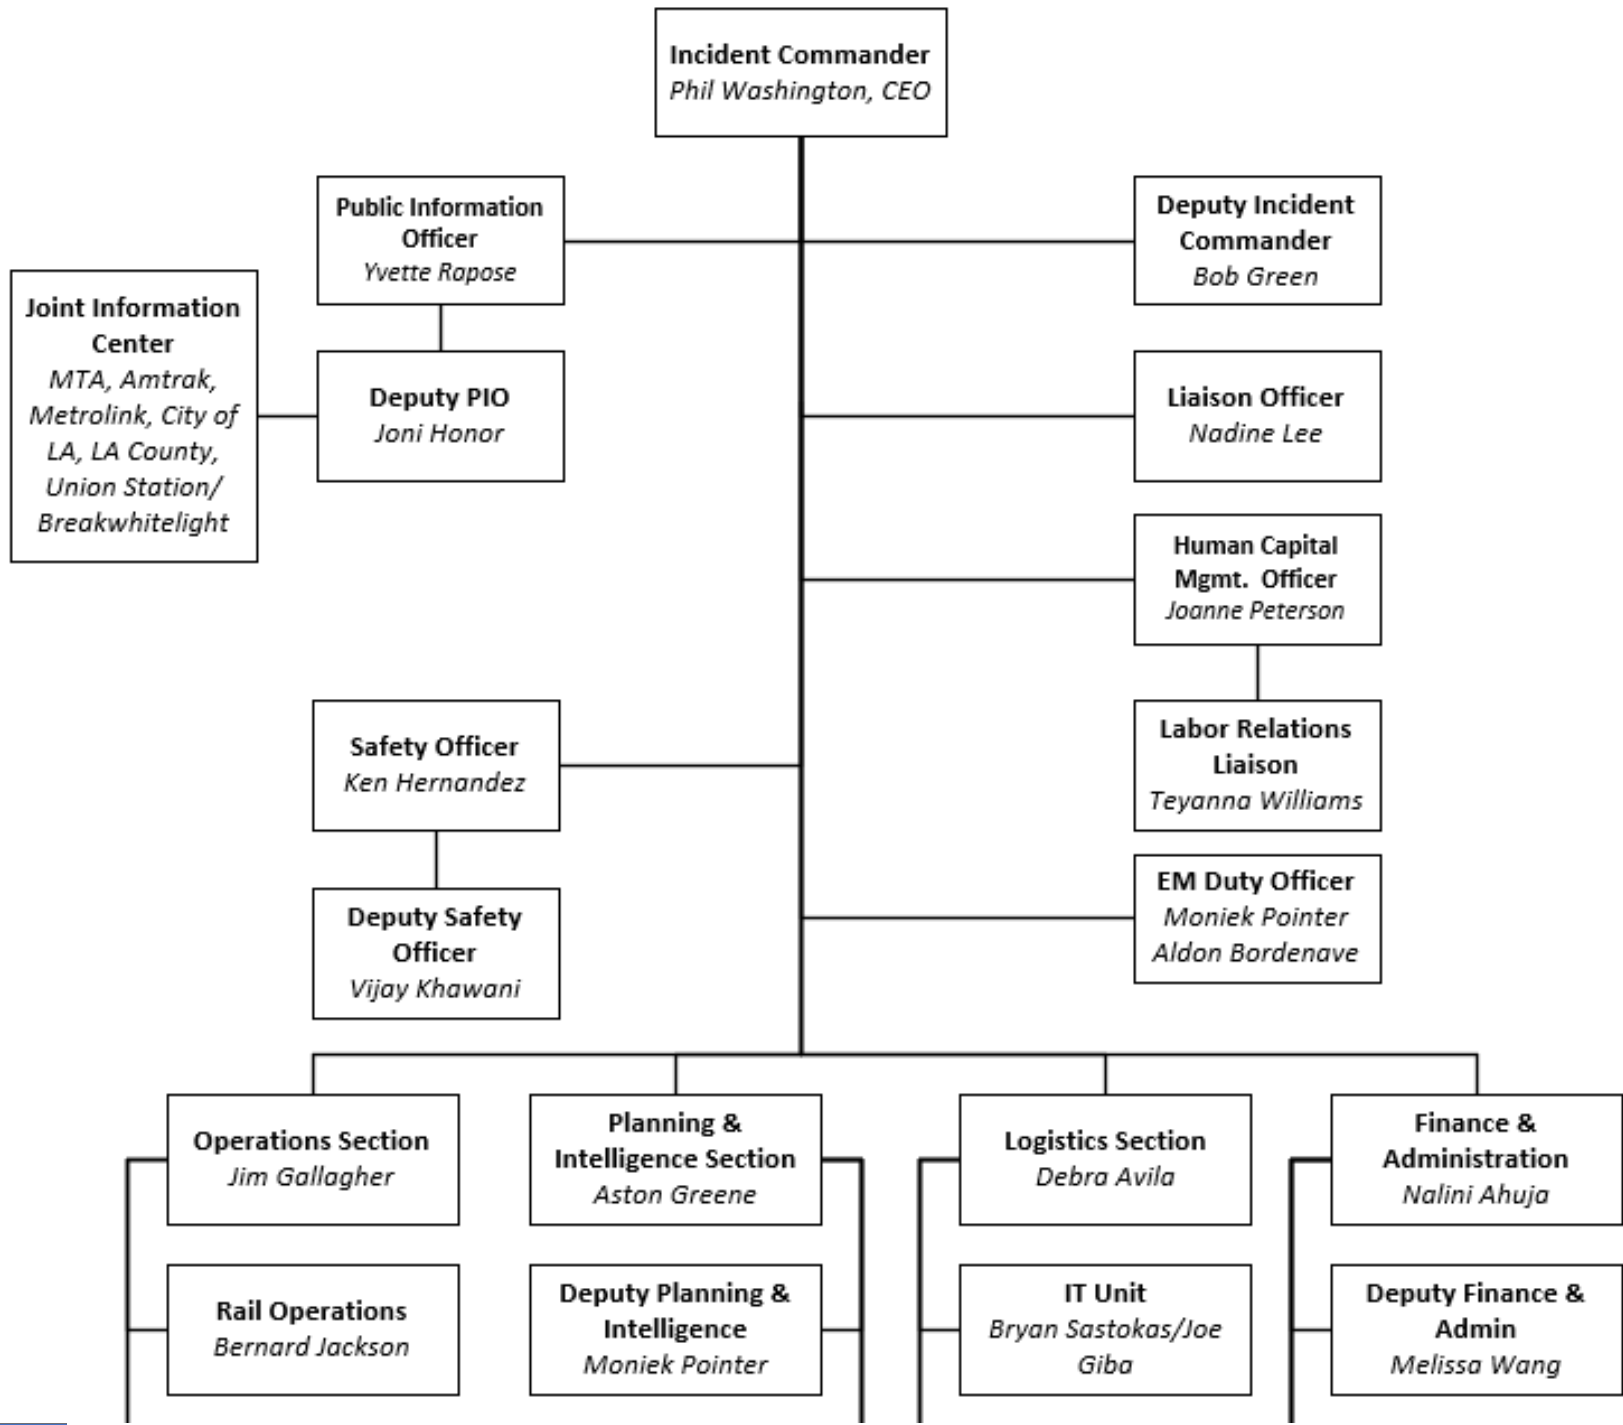 Incident Commander
Phil Washington, CEO
Public Information
Officer
Yvette Rapose
Deputy Incident
Commander
Bob Green
Joint Information
Center
MTA, Amtrak,
Metrolink, City of
LA, LA County,
Union Station/
Breakwhitelight
Deputy PIO
Joni Honor
Liaison Officer
Nadine Lee
Human Capital
Mgmt.  Officer
Joanne Peterson
Safety Officer
Ken Hernandez
Labor Relations
Liaison
Teyanna Williams
Deputy Safety
Officer
Vijay Khawani
EM Duty Officer
Moniek Pointer
Aldon Bordenave
Operations Section
Jim Gallagher
Planning &
Intelligence Section
Aston Greene
Logistics Section
Debra Avila
Finance &
Administration
Nalini Ahuja
Rail Operations
Bernard Jackson
Deputy Planning &
Intelligence
Moniek Pointer
IT Unit
Bryan Sastokas/Joe
Giba
Deputy Finance &
Admin
Melissa Wang